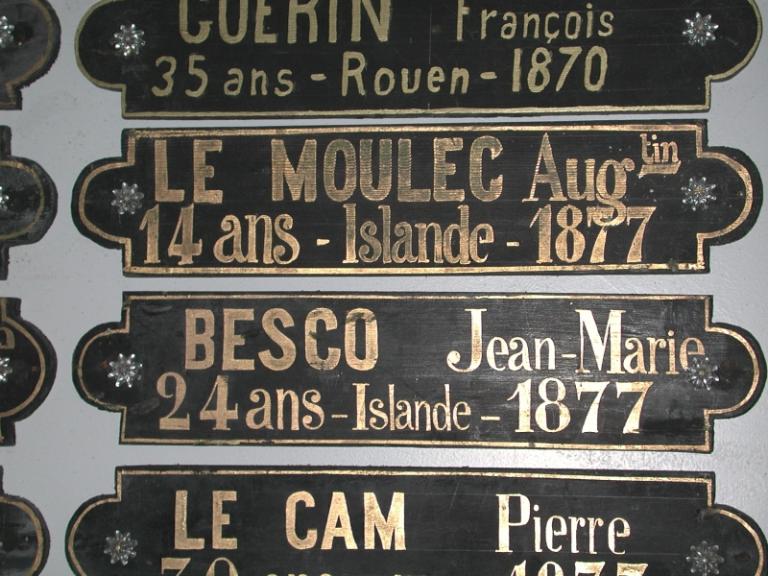 GUERIN François
35 ans - Rouen - 1870
LE MOULEC Augtin
14 ans - Islande - 1877
BESCO Jean-Marie
24 ans - Islande - 1877
LE CAM Pierre